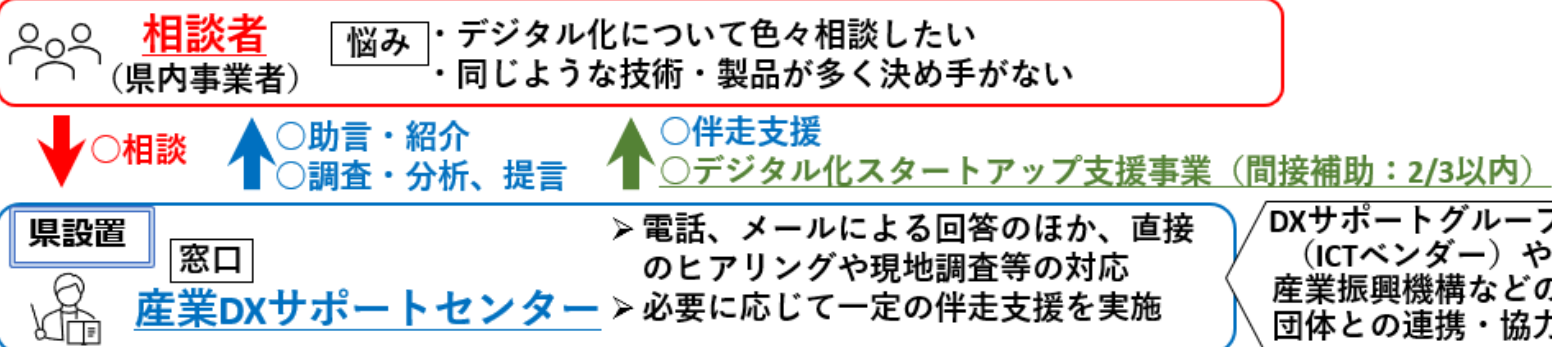 相談者
(県内事業者)
悩み
・デジタル化について色々相談したい
・同じような技術・製品が多く決め手がない
○相談
○助言・紹介
○調査・分析、提言
○伴走支援
○デジタル化スタートアップ支援事業（間接補助：2/3以内）
県設置
窓口
産業DXサポートセンター
➢ 電話、メールによる回答のほか、直接
のヒアリングや現地調査等の対応
➢ 必要に応じて一定の伴走支援を実施
DXサポートグループ
（ICTベンダー）や
産業振興機構などの
団体との連携・協力